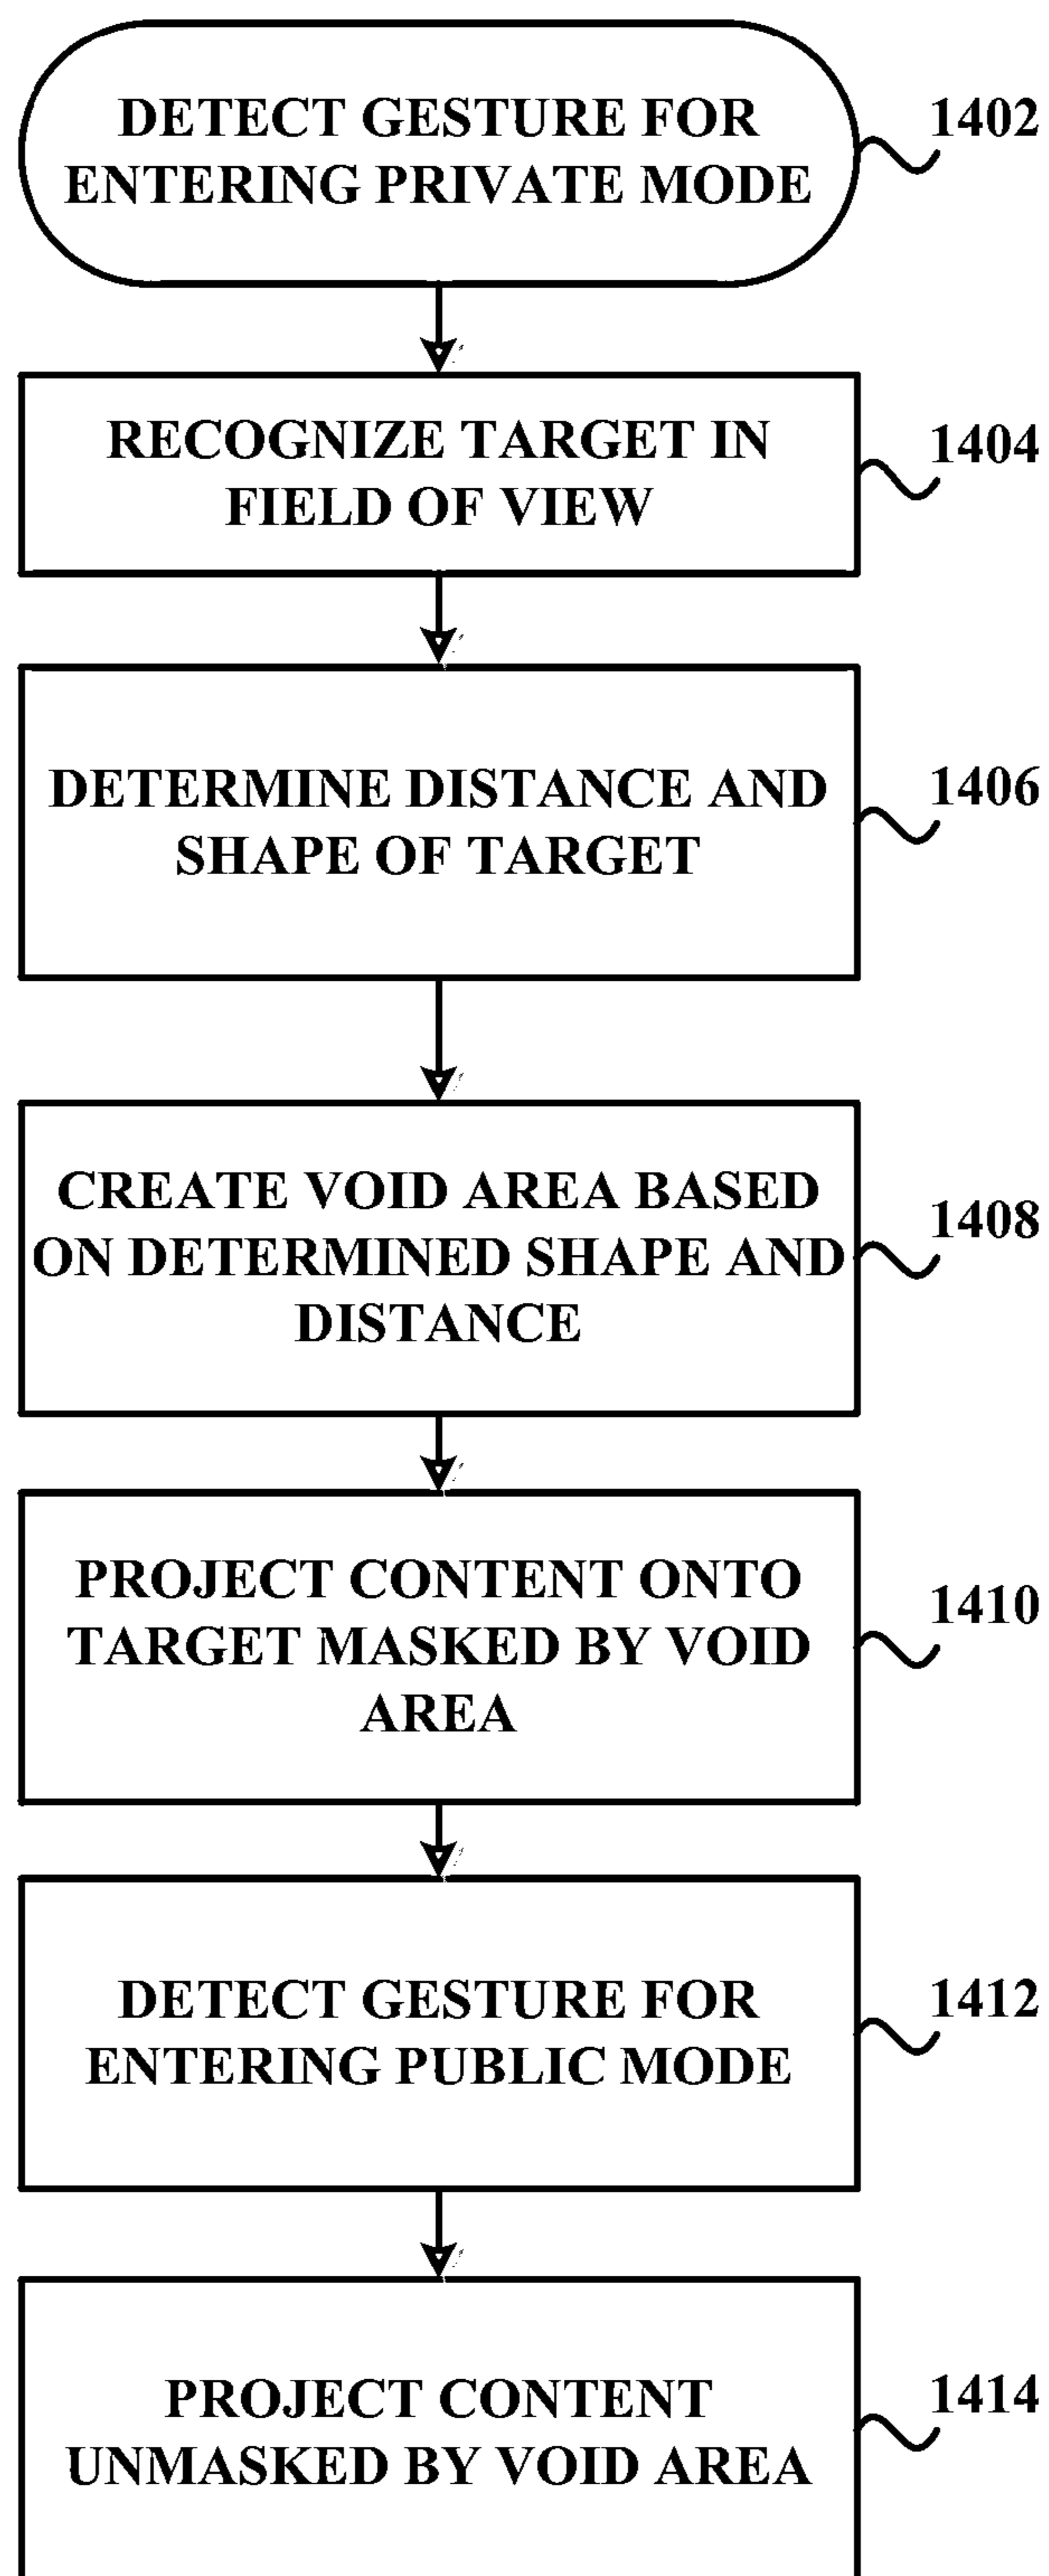 DETECT GESTURE FOR
ENTERING PRIVATE MODE
1402
RECOGNIZE TARGET IN
FIELD OF VIEW
1404
DETERMINE DISTANCE AND
SHAPE OF TARGET
1406
CREATE VOID AREA BASED
ON DETERMINED SHAPE AND
DISTANCE
1408
PROJECT CONTENT ONTO
TARGET MASKED BY VOID
AREA
1410
DETECT GESTURE FOR
ENTERING PUBLIC MODE
1412
PROJECT CONTENT
UNMASKED BY VOID AREA
1414